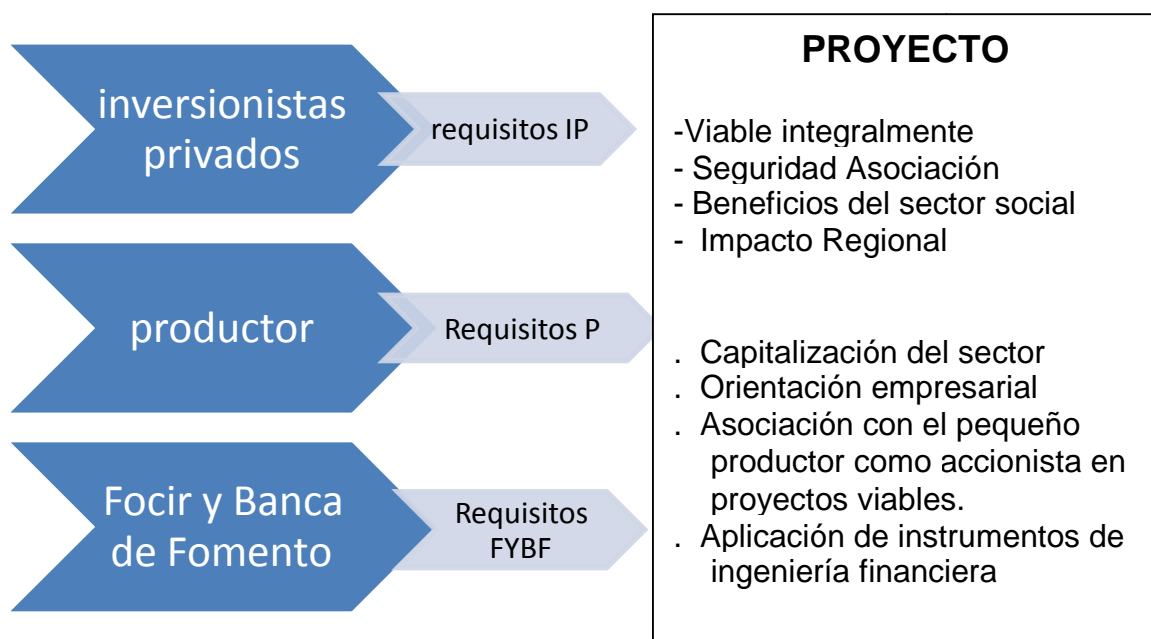 inversionistas
privados
requisitos IP
productor
Requisitos P
Focir y Banca
de Fomento
Requisitos
FYBF
PROYECTO
-Viable integralmente
- Seguridad Asociación
- Beneficios del sector social
- Impacto Regional
. Capitalización del sector
. Orientación empresarial
. Asociación con el pequeño
productor como accionista en
proyectos viables.
. Aplicación de instrumentos de
ingeniería financiera